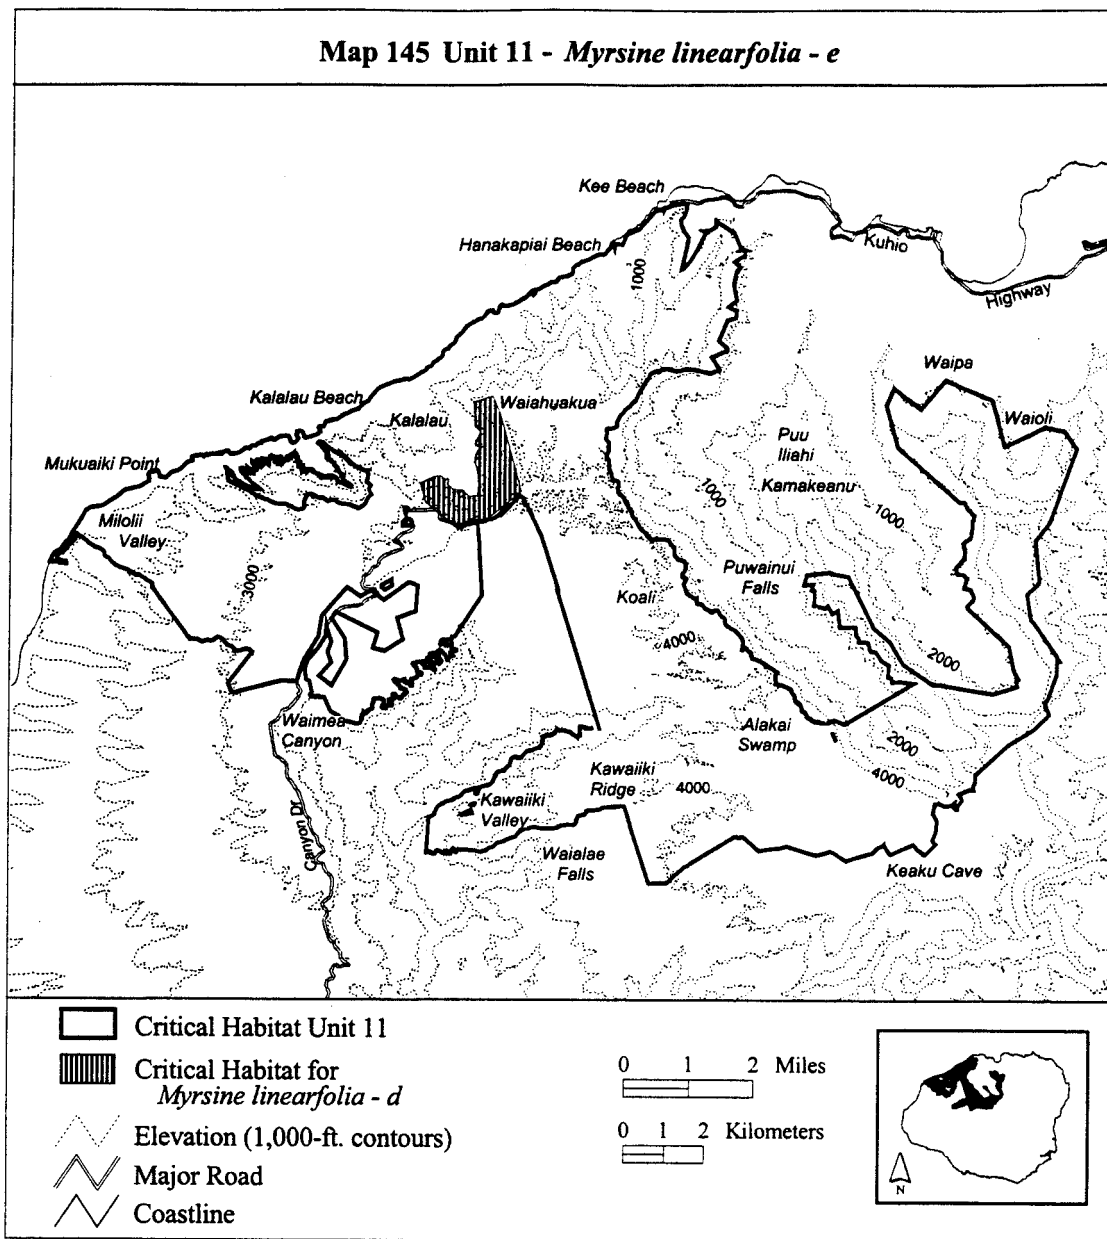 Map 145 Unit 11 - Myrsine linearfolia - e
Kee Beach
Hanakapiai Beach
Kuhio
Highway
1000
Waipa
Kalalau Beach
Kalalau
Waiahuakua
Waioli
Puu
Iliahi
Mukuaiki Point
Kamakeanu
1000
1000
Milolii
Valley
3000
Puwainui
Falls
Koali
4000
2000
Waimea
Canyon
Alakai
Swamp
2000
4000
Kawaiiki
Ridge
4000
Kawaiiki
Valley
Canyon Dr
Waialae
Falls
Keaku Cave
Critical Habitat Unit 11
Critical Habitat for
Myrsine linearfolia - d
Elevation (1,000-ft. contours)
Major Road
Coastline
0 1 2 Miles
0 1 2 Kilometers
N